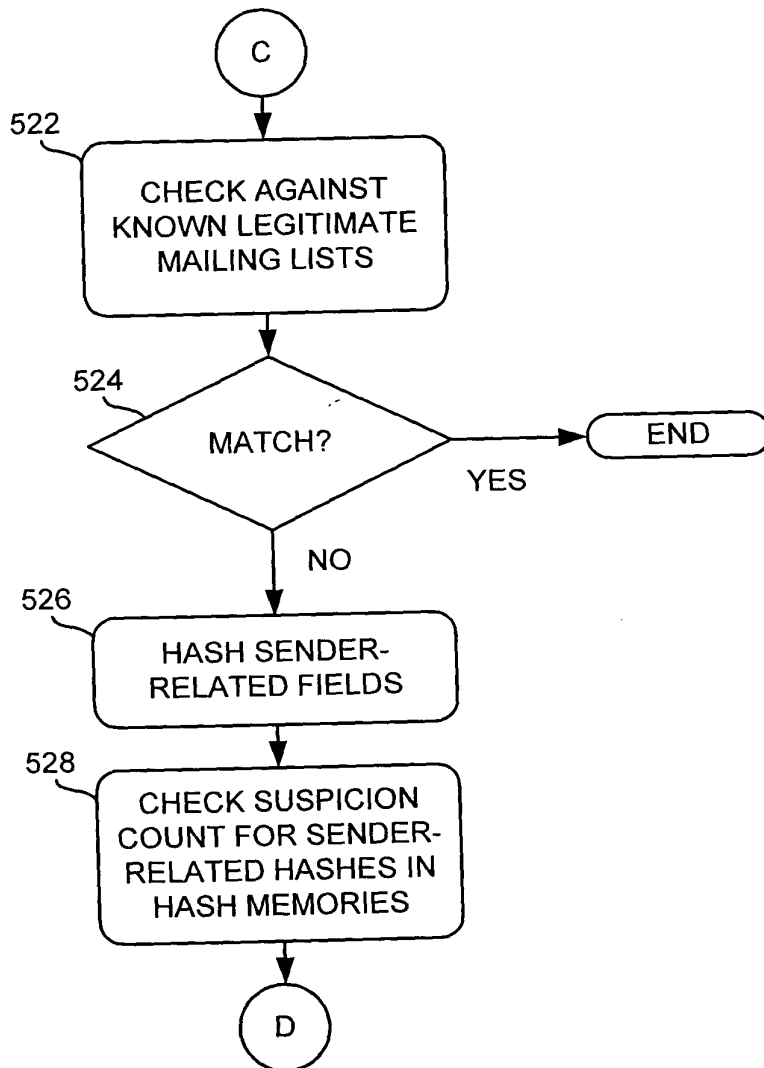 C
522
CHECK AGAINST
KNOWN LEGITIMATE
MAILING LISTS
524
MATCH?
END
YES
NO
526
HASH SENDER-
RELATED FIELDS
528
CHECK SUSPICION
COUNT FOR SENDER-
RELATED HASHES IN
HASH MEMORIES
D